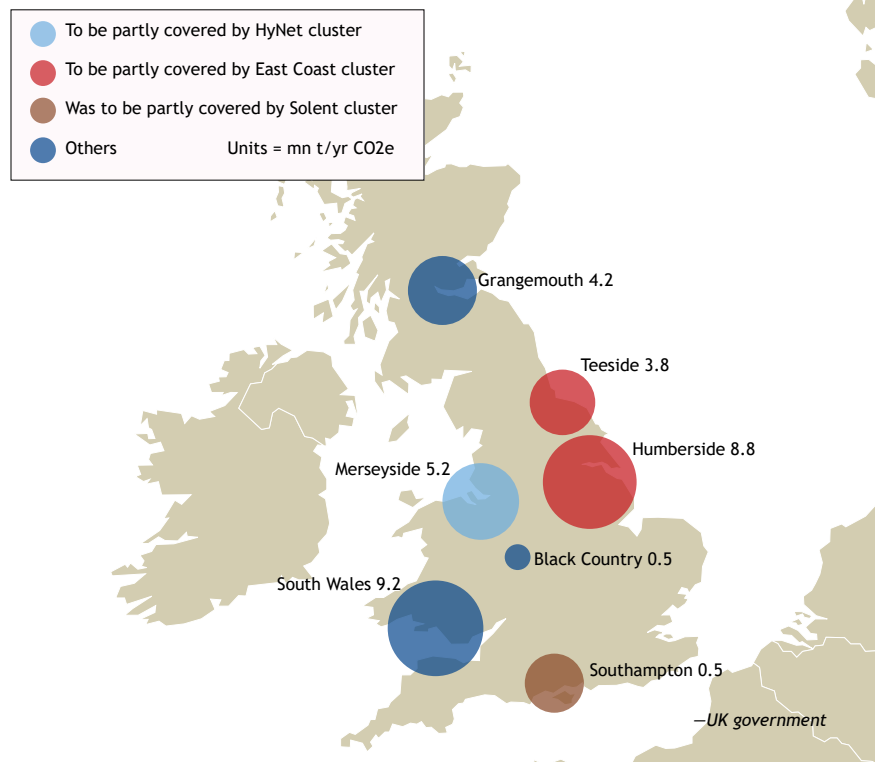 To be partly covered by HyNet cluster
To be partly covered by East Coast cluster
Was to be partly covered by Solent cluster
Others Units = mn t/yr CO2e
Grangemouth 4.2
Teeside 3.8
Humberside 8.8
Merseyside 5.2
Black Country 0.5
South Wales 9.2
Southampton 0.5
—UK government